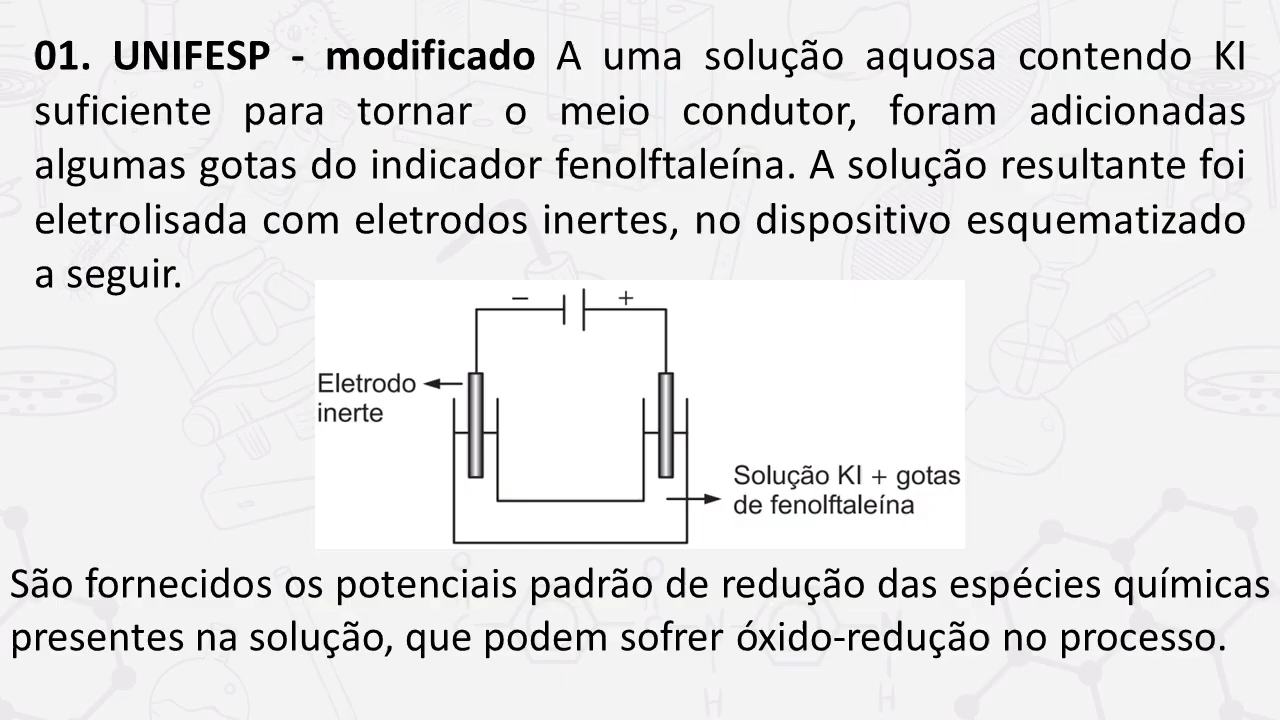 01. UNIFESP - modificado A uma solução aquosa contendo KI
suficiente para tornar o meio condutor, foram adicionadas
algumas gotas do indicador fenolftaleína. A solução resultante foi
eletrolisada com eletrodos inertes, no dispositivo esquematizado
a seguir.
− +
Eletrodo
inerte
Solução KI + gotas
de fenolftaleína
São fornecidos os potenciais padrão de redução das espécies químicas
presentes na solução, que podem sofrer óxido-redução no processo.